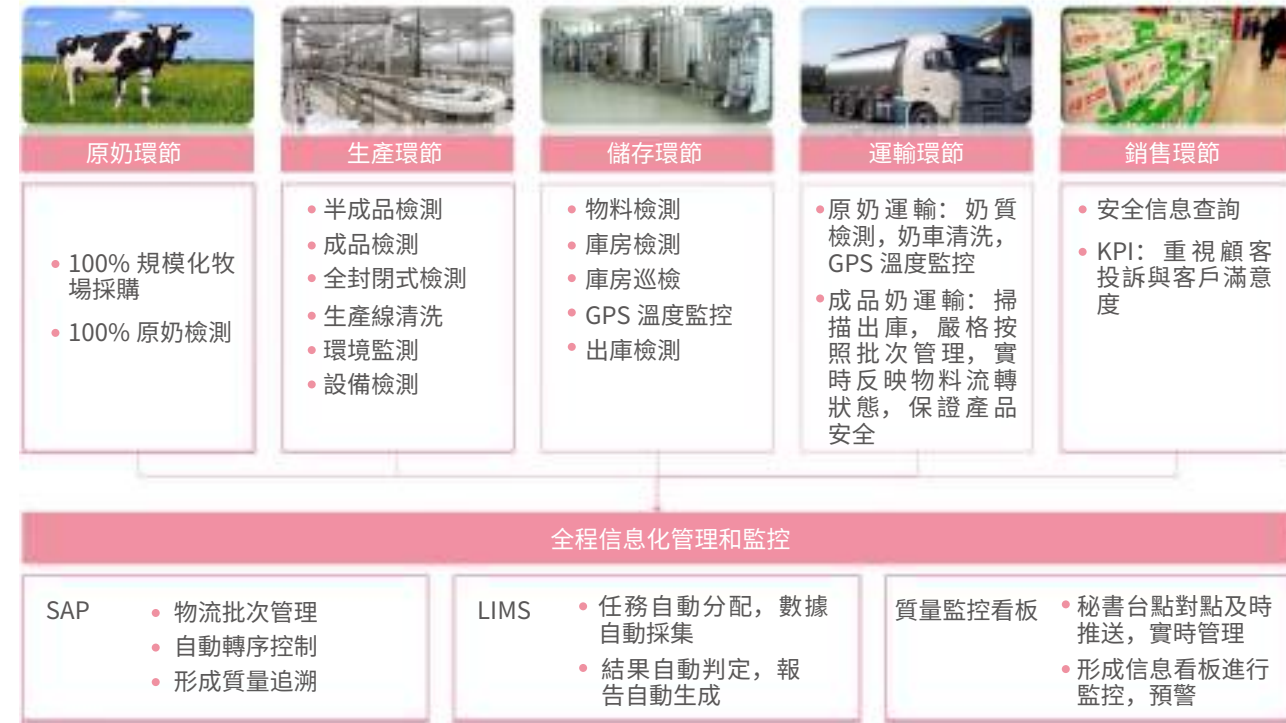 原奶環節
100% 規模化牧
場採購
100% 原奶檢測
生產環節
半成品檢測
成品檢測
全封閉式檢測
生產線清洗
環境監測
設備檢測
儲存環節
物料檢測
庫房檢測
庫房巡檢
GPS 溫度監控
出庫檢測
運輸環節
原奶運輸：奶質
檢測，奶車清洗，
GPS 溫度監控
成品奶運輸：掃
描出庫，嚴格按
照批次管理，實
時反映物料流轉
狀態，保證產品
安全
銷售環節
安全信息查詢
KPI：重視顧客
投訴與客戶滿意
度
全程信息化管理和監控
SAP
物流批次管理
自動轉序控制
形成質量追溯
LIMS
任務自動分配，數據
自動採集
結果自動判定，報
告自動生成
質量監控看板
秘書台點對點及時
推送，實時管理
形成信息看板進行
監控，預警